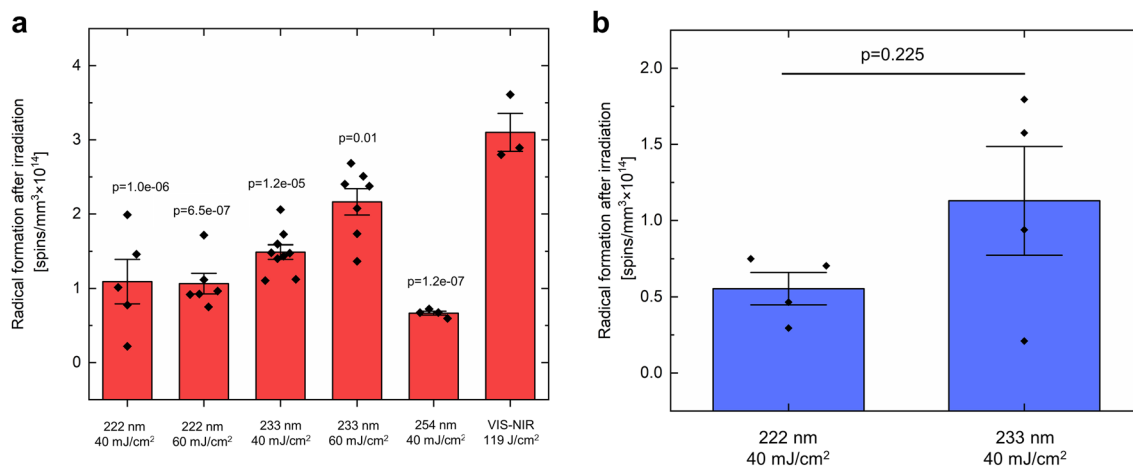 a
Radical formation after irradiation
[spins/mm³×10¹⁴]
4
3
2
1
0
p=1.0e-06
p=6.5e-07
p=1.2e-05
p=0.01
p=1.2e-07
222 nm
40 mJ/cm²
222 nm
60 mJ/cm²
233 nm
40 mJ/cm²
233 nm
60 mJ/cm²
254 nm
40 mJ/cm²
VIS-NIR
119 J/cm²
b
Radical formation after irradiation
[spins/mm³×10¹⁴]
2.0
1.5
1.0
0.5
0.0
p=0.225
222 nm
40 mJ/cm²
233 nm
40 mJ/cm²